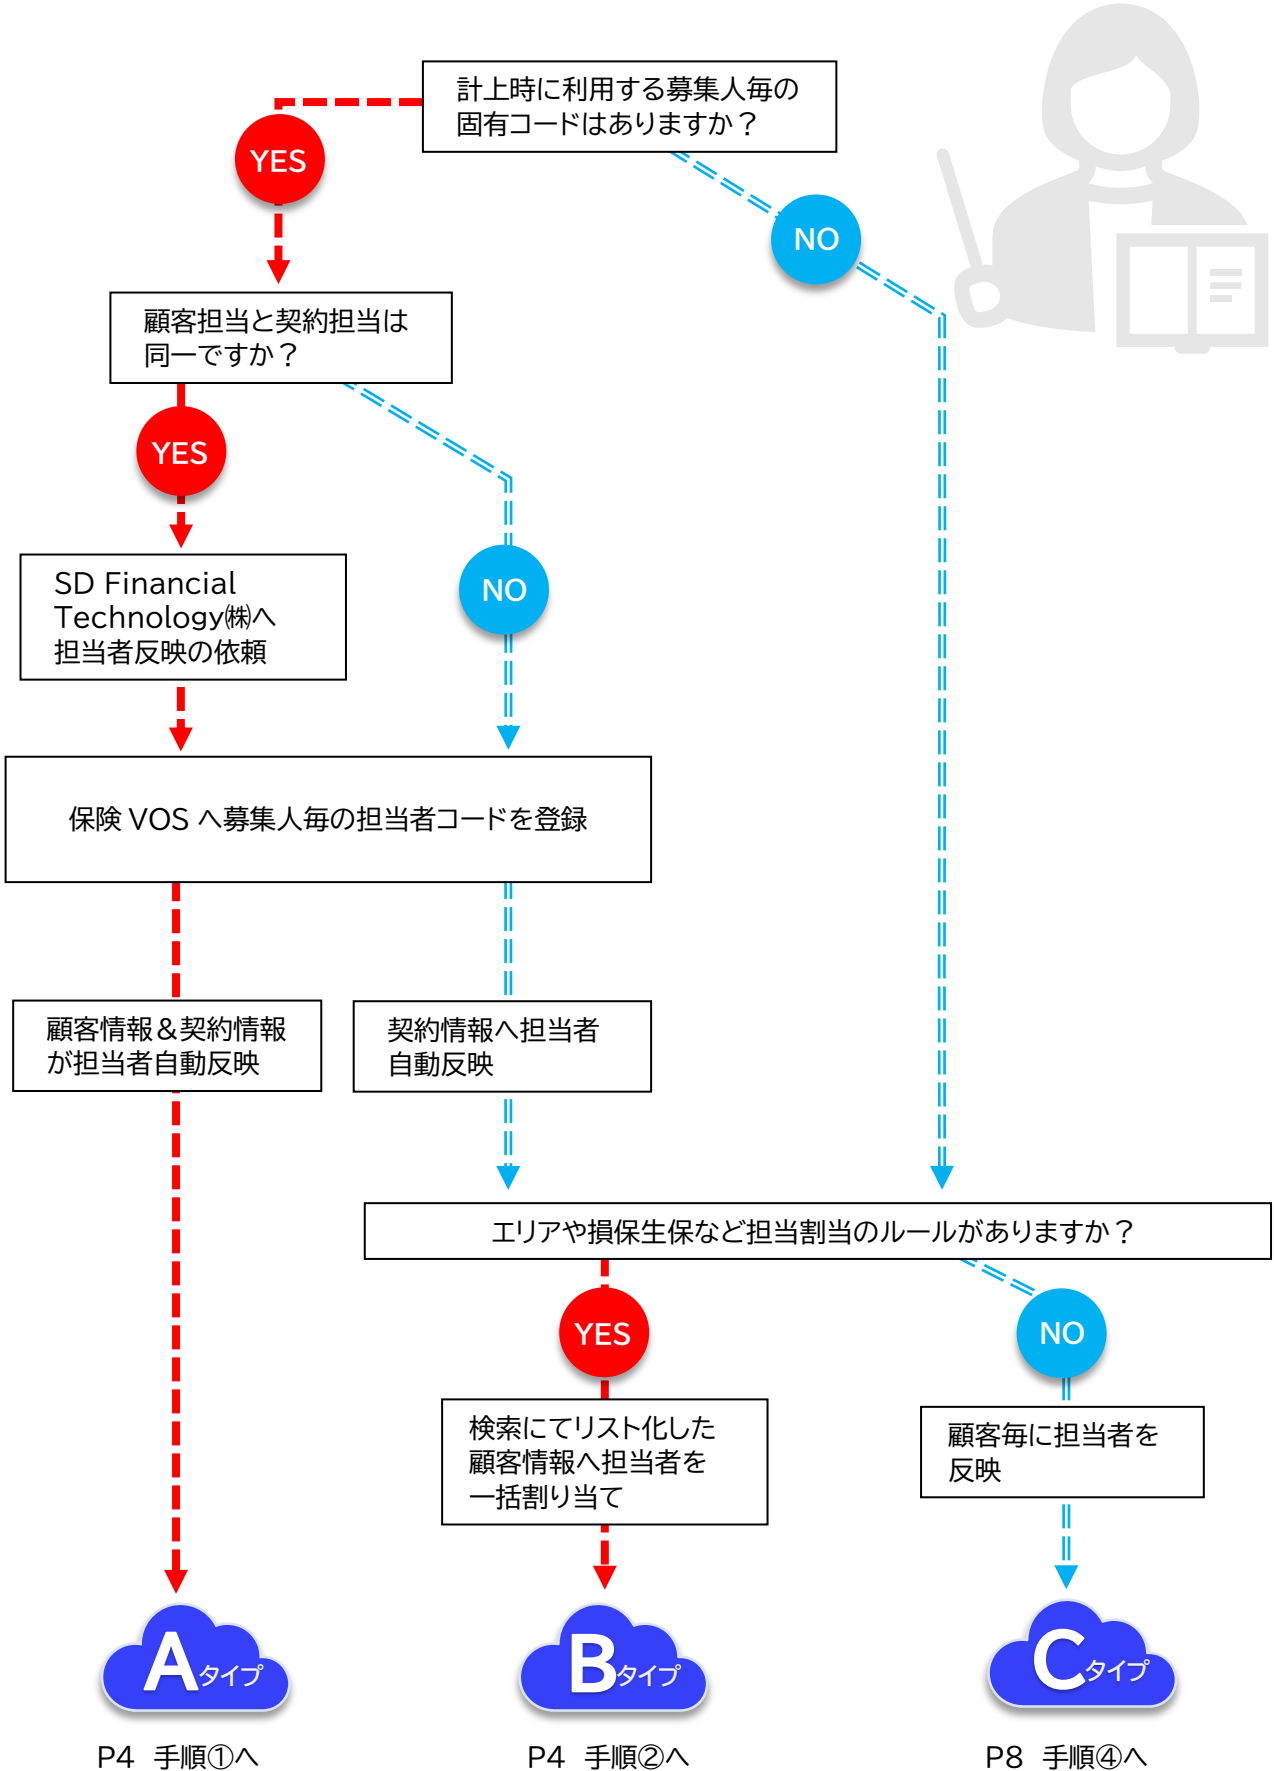 計上時に利用する募集人毎の
固有コードはありますか？
YES
NO
顧客担当と契約担当は
同一ですか？
YES
NO
SD Financial
Technology㈱へ
担当者反映の依頼
保険 VOS へ募集人毎の担当者コードを登録
顧客情報＆契約情報
が担当者自動反映
契約情報へ担当者
自動反映
エリアや損保生保など担当割当のルールがありますか？
YES
NO
検索にてリスト化した
顧客情報へ担当者を
一括割り当て
顧客毎に担当者を
反映
Aタイプ
Bタイプ
Cタイプ
P4 手順①へ
P4 手順②へ
P8 手順④へ